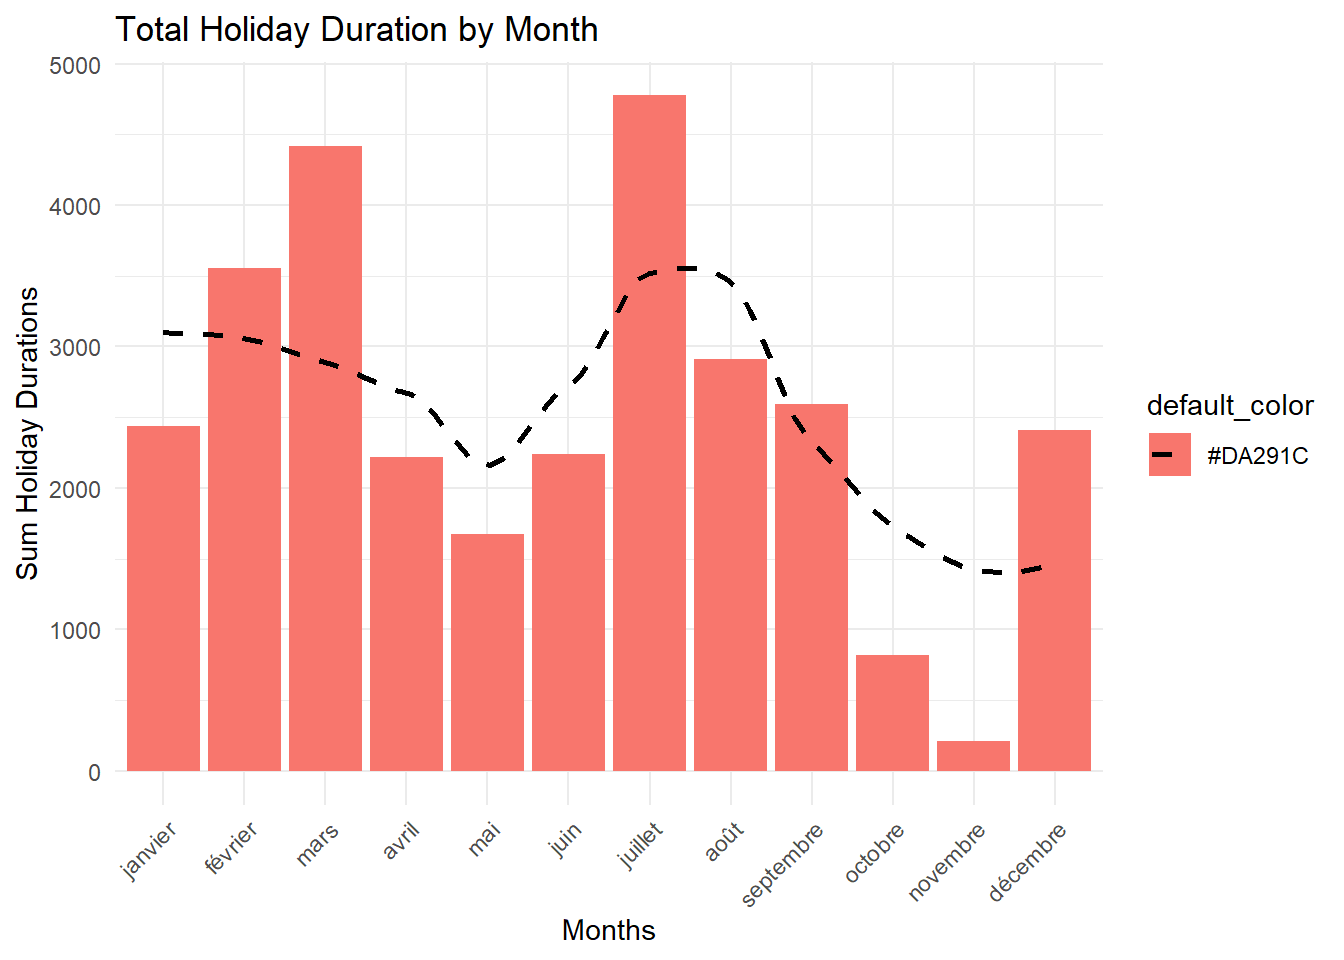 Total Holiday Duration by Month
5000
4000
3000
2000
1000
0
Sum Holiday Durations
janvier
février
mars
avril
mai
juin
juillet
août
septembre
octobre
novembre
décembre
Months
default_color
#DA291C